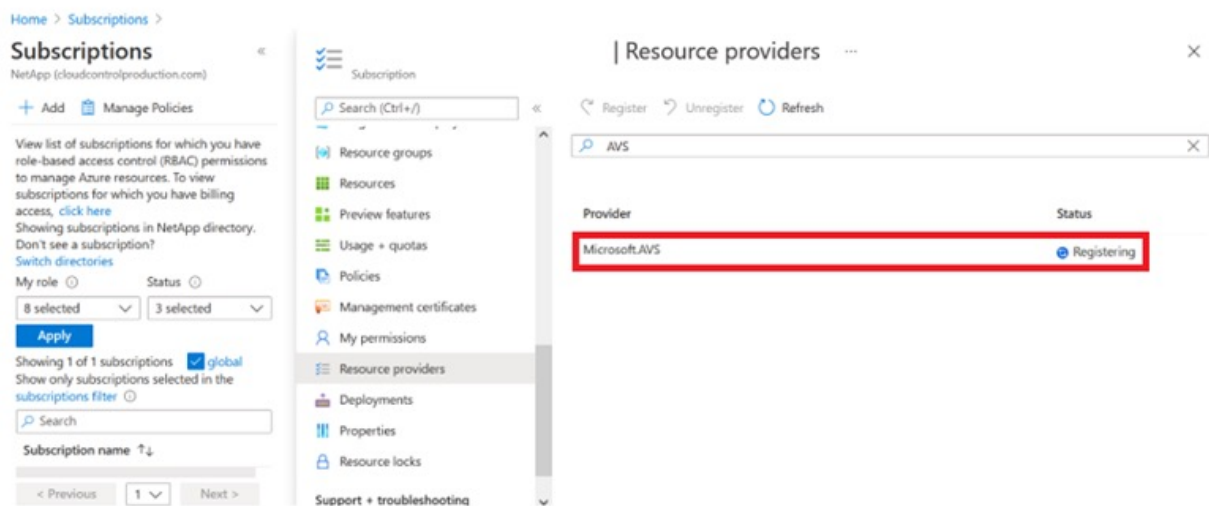 Home > Subscriptions >
Subscriptions
NetApp (cloudcontrolproduction.com)
+ Add Manage Policies
View list of subscriptions for which you have
role-based access control (RBAC) permissions
to manage Azure resources. To view
subscriptions for which you have billing
access, click here
Showing subscriptions in NetApp directory.
Don't see a subscription?
Switch directories
My role Status
8 selected 3 selected
Apply
Showing 1 of 1 subscriptions global
Show only subscriptions selected in the
subscriptions filter
Search
Subscription name ↑↓
< Previous 1 Next >
Subscription
Search (Ctrl+/)
Resource groups
Resources
Preview features
Usage + quotas
Policies
Management certificates
My permissions
Resource providers
Deployments
Properties
Resource locks
Support + troubleshooting
| Resource providers ...
Register Unregister Refresh
AVS
Provider Status
Microsoft.AVS Registering